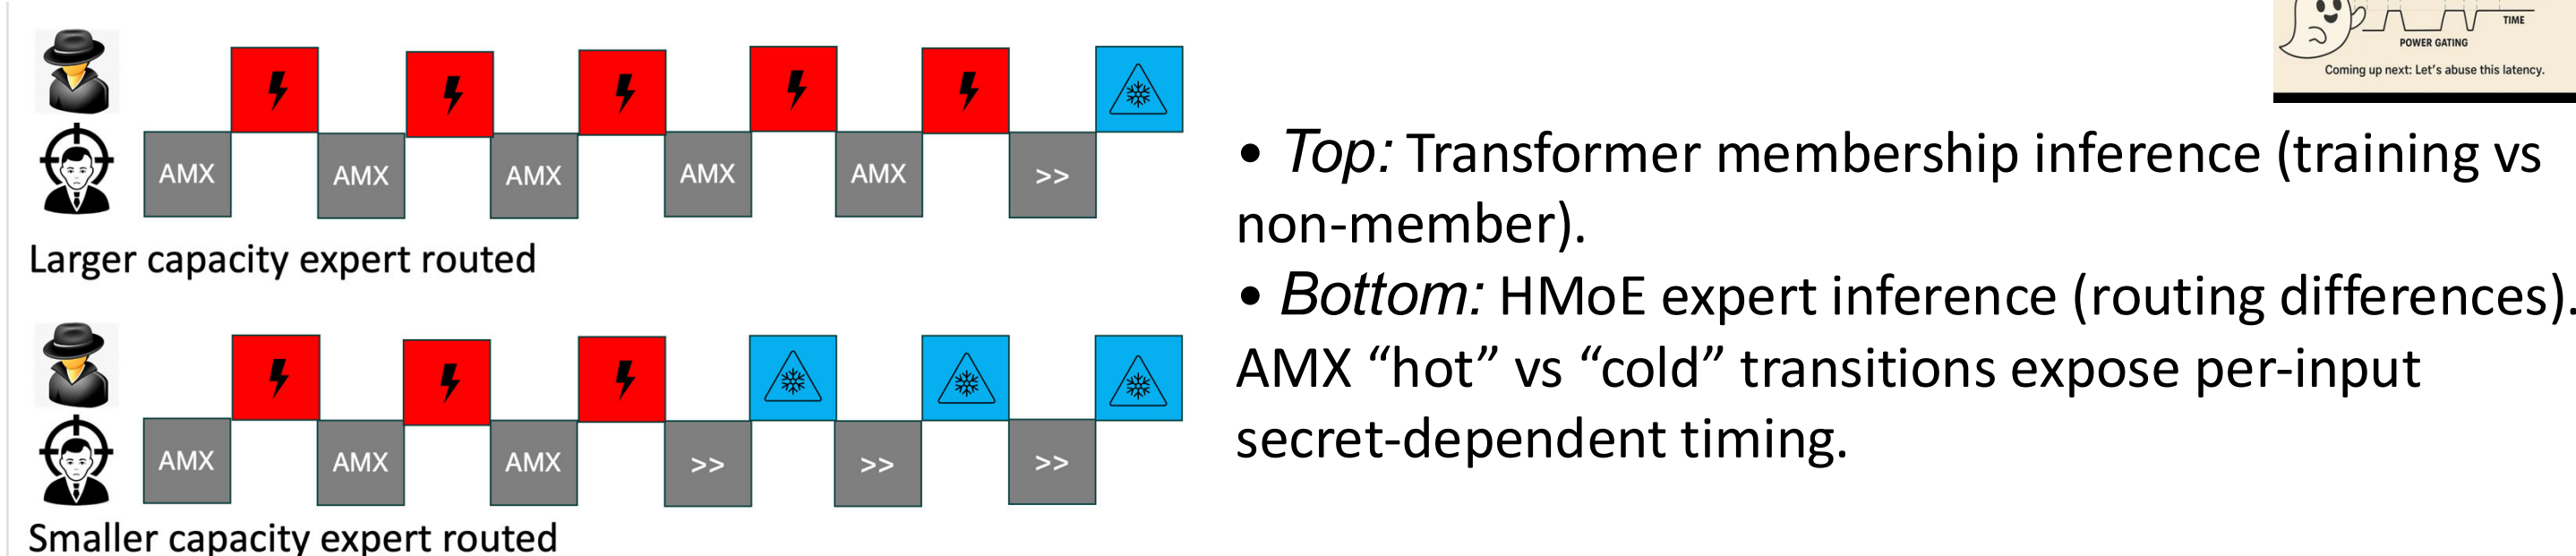 AMX AMX AMX AMX AMX >>
Larger capacity expert routed
AMX AMX AMX >> >> >>
Smaller capacity expert routed
TIME
POWER GATING
Coming up next: Let's abuse this latency.
• Top: Transformer membership inference (training vs
non-member).
• Bottom: HMoE expert inference (routing differences).
AMX “hot” vs “cold” transitions expose per-input
secret-dependent timing.